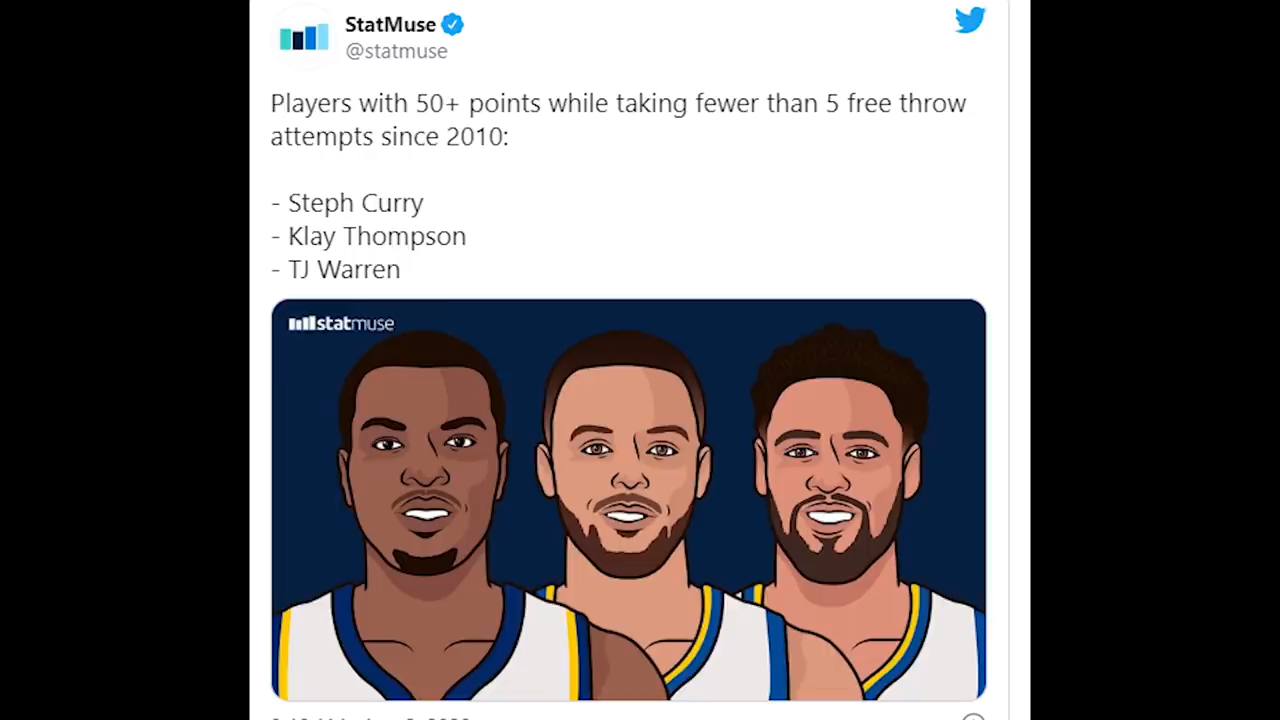 StatMuse
@statmuse
Players with 50+ points while taking fewer than 5 free throw
attempts since 2010:
- Steph Curry
- Klay Thompson
- TJ Warren
statmuse